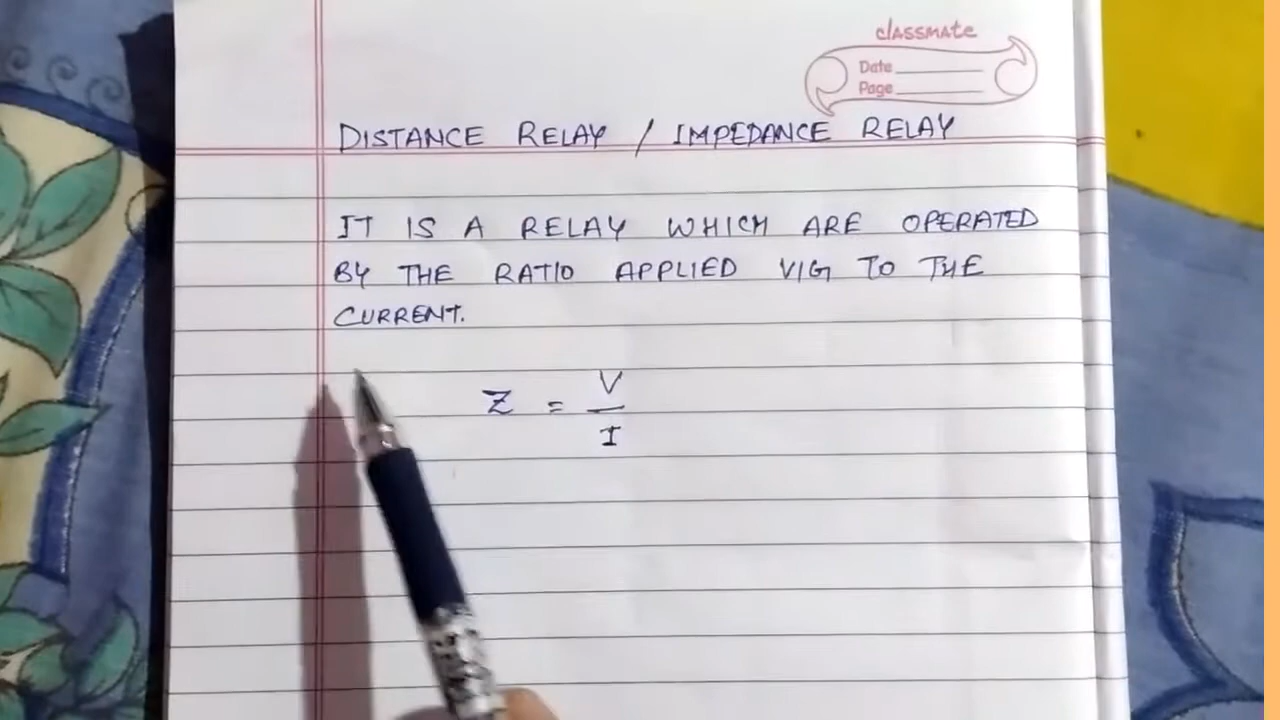 classmate
Date
Page
DISTANCE RELAY / IMPEDANCE RELAY
IT IS A RELAY WHICH ARE OPERATED
BY THE RATIO APPLIED V/G TO THE
CURRENT.
Z = V
I